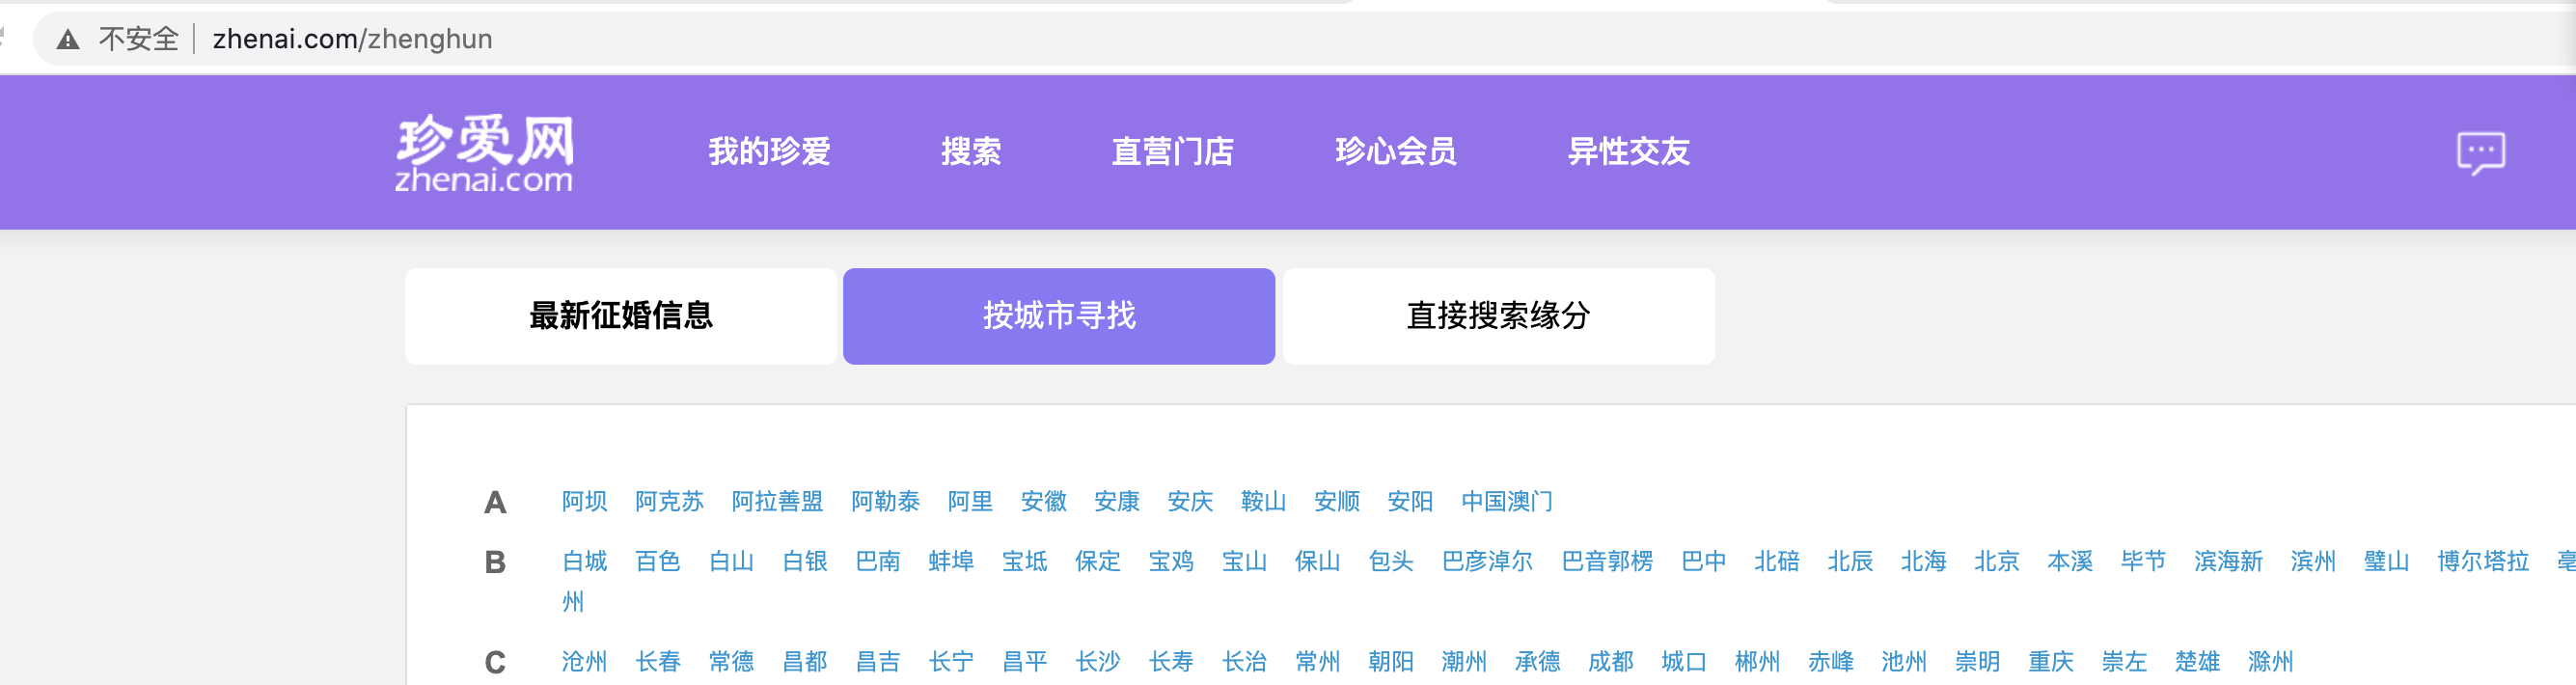 不安全 zhenai.com/zhenghun
珍爱网 我的珍爱 搜索 直营门店 珍心会员 异性交友
zhenai.com
最新征婚信息 按城市寻找 直接搜索缘分
A 阿坝 阿克苏 阿拉善盟 阿勒泰 阿里 安徽 安康 安庆 鞍山 安顺 安阳 中国澳门
B 白城 百色 白山 白银 巴南 蚌埠 宝坻 保定 宝鸡 宝山 保山 包头 巴彦淖尔 巴音郭楞 巴中 北碚 北辰 北海 北京 本溪 毕节 滨海新 滨州 璧山 博尔塔拉
州
C 沧州 长春 常德 昌都 昌吉 长宁 昌平 长沙 长寿 长治 常州 朝阳 潮州 承德 成都 城口 郴州 赤峰 池州 崇明 重庆 崇左 楚雄 滁州